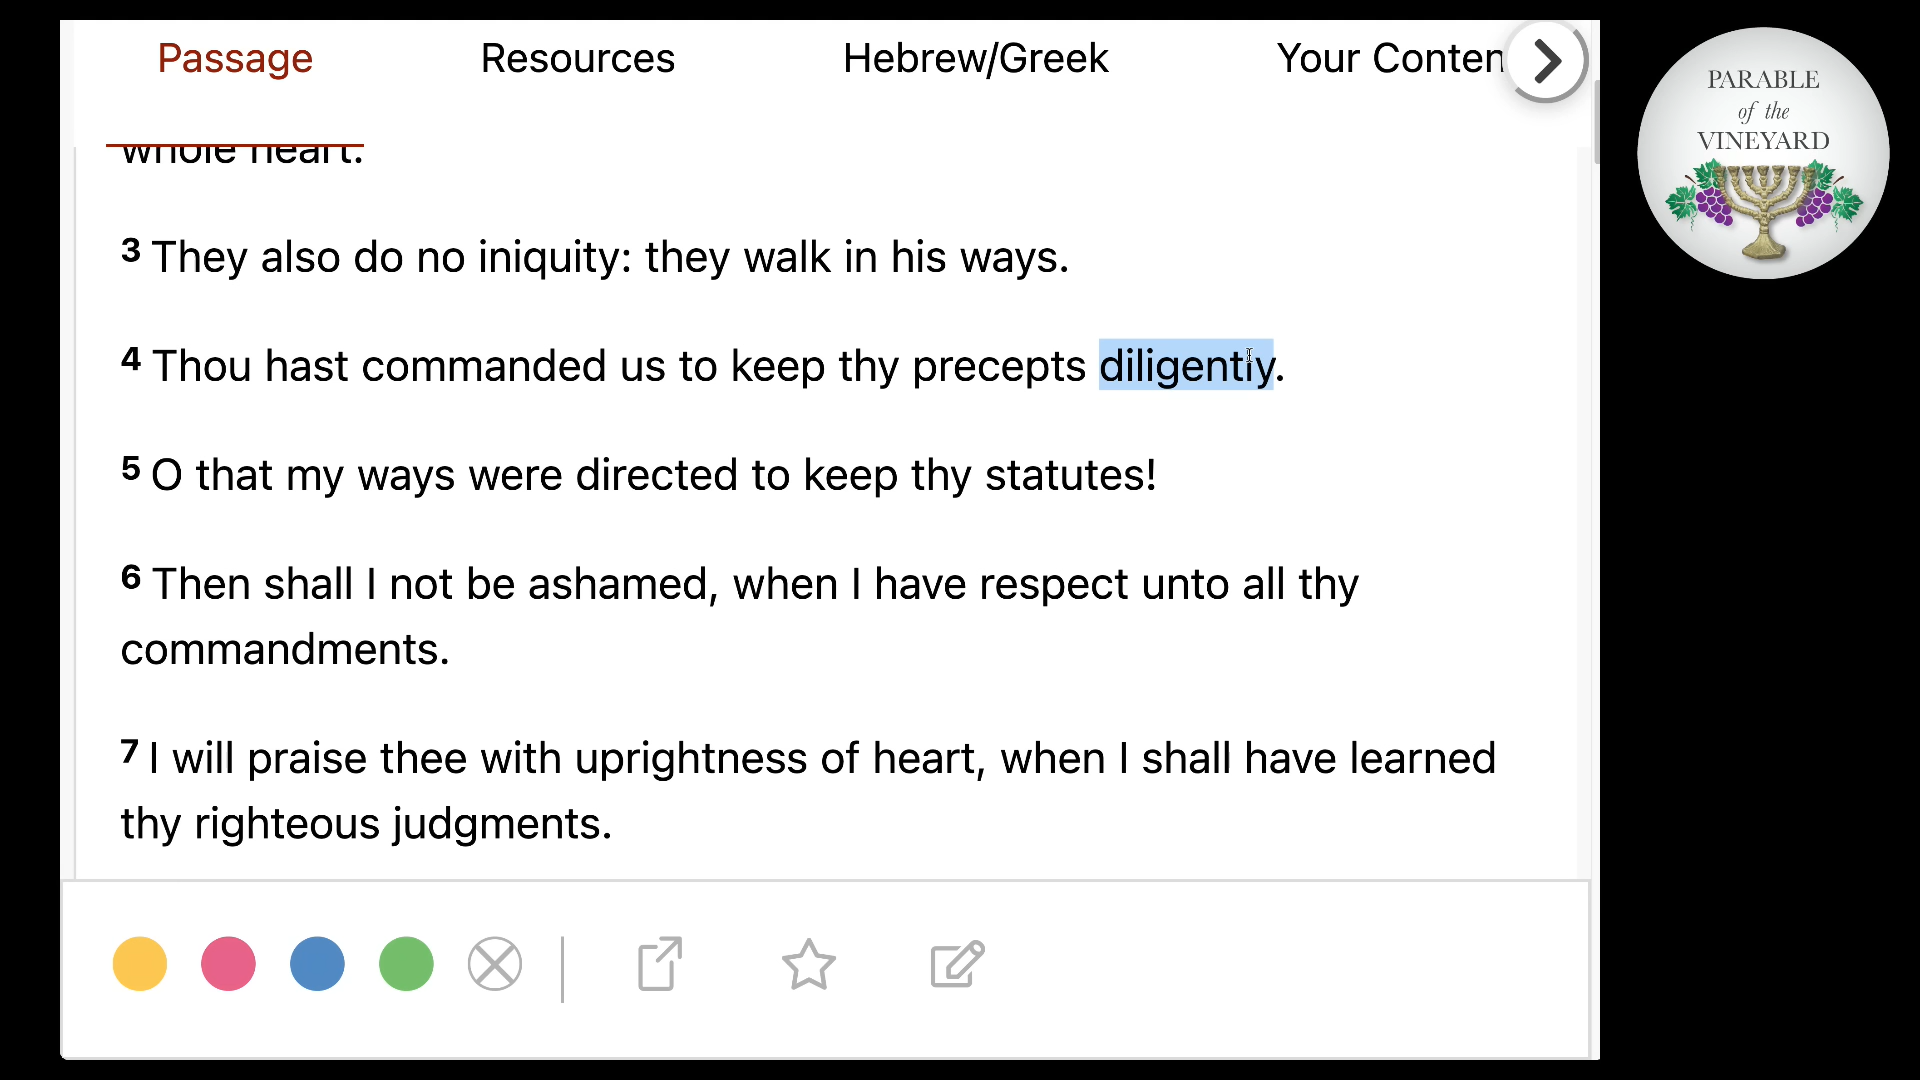 Passage
Resources
Hebrew/Greek
Your Conten
whole heart.
3 They also do no iniquity: they walk in his ways.
4 Thou hast commanded us to keep thy precepts diligently.
5 O that my ways were directed to keep thy statutes!
6 Then shall I not be ashamed, when I have respect unto all thy
commandments.
7 I will praise thee with uprightness of heart, when I shall have learned
thy righteous judgments.
PARABLE
of the
VINEYARD